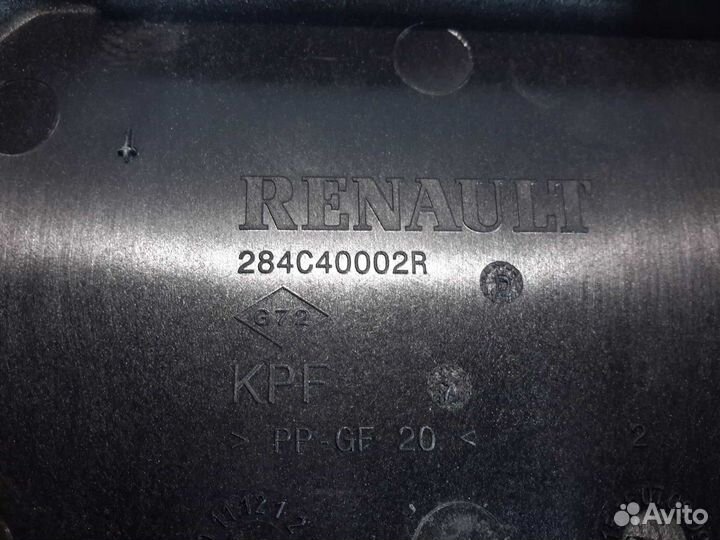 RENAULT
284C40002R
G72
KPF
> PP-GF 20 < 2
Avito